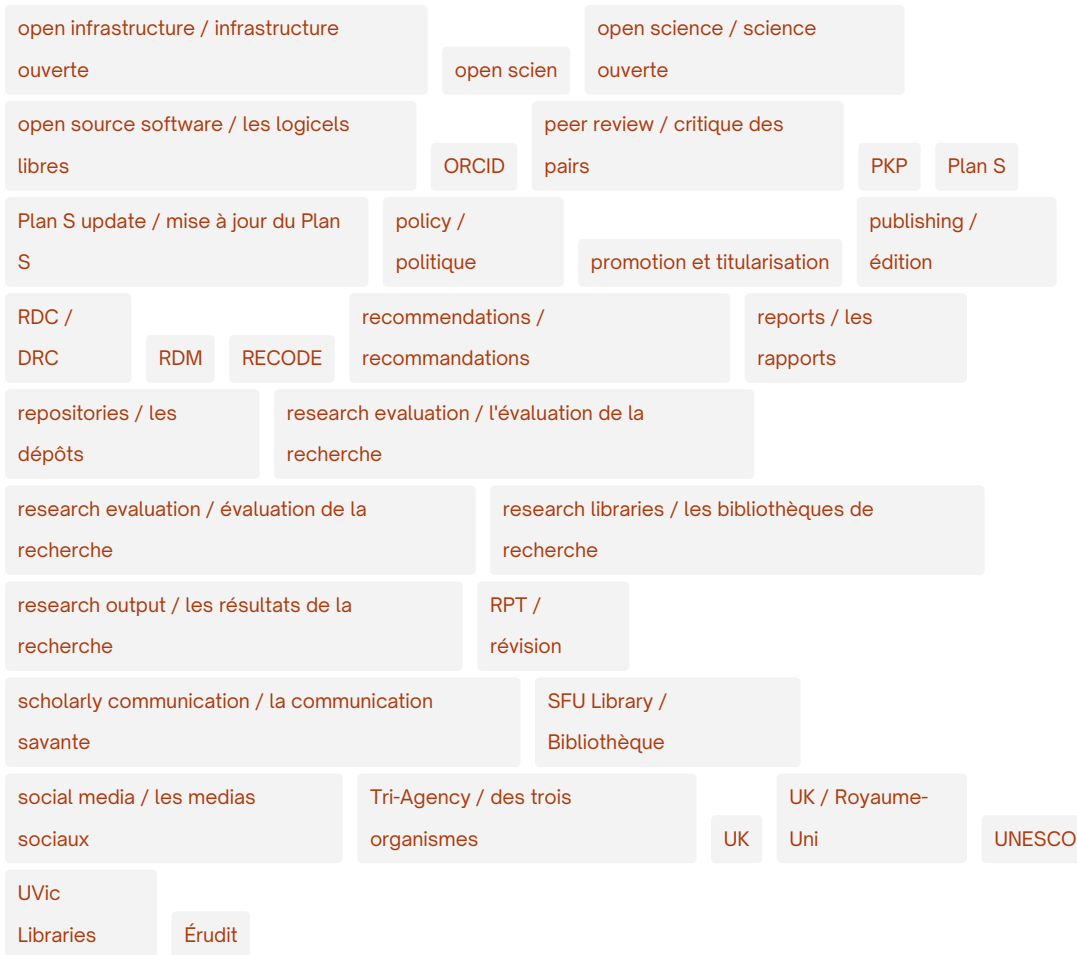 open infrastructure / infrastructure
ouverte
open scien
open science / science
ouverte
open source software / les logicels
libres
ORCID
peer review / critique des
pairs
PKP
Plan S
Plan S update / mise à jour du Plan
S
policy /
politique
promotion et titularisation
publishing /
édition
RDC /
DRC
RDM
RECODE
recommendations /
recommandations
reports / les
rapports
repositories / les
dépôts
research evaluation / l'évaluation de la
recherche
research evaluation / évaluation de la
recherche
research libraries / les bibliothèques de
recherche
research output / les résultats de la
recherche
RPT /
révision
scholarly communication / la communication
savante
SFU Library /
Bibliothèque
social media / les medias
sociaux
Tri-Agency / des trois
organismes
UK
UK / Royaume-
Uni
UNESCO
UVic
Libraries
Érudit